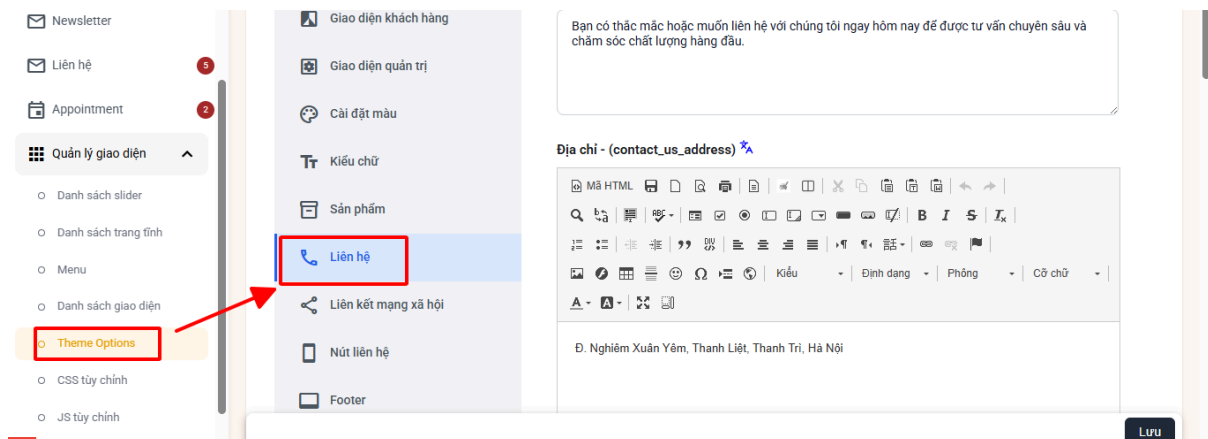 Newsletter
Liên hệ
5
Appointment
2
Quản lý giao diện
Danh sách slider
Danh sách trang tĩnh
Menu
Danh sách giao diện
Theme Options
CSS tùy chỉnh
JS tùy chỉnh
Giao diện khách hàng
Giao diện quản trị
Cài đặt màu
Kiểu chữ
Sản phẩm
Liên hệ
Liên kết mạng xã hội
Nút liên hệ
Footer
Bạn có thắc mắc hoặc muốn liên hệ với chúng tôi ngay hôm nay để được tư vấn chuyên sâu và
chăm sóc chất lượng hàng đầu.
Địa chỉ - (contact_us_address)
Mã HTML
Kiểu Định dạng Phông Cỡ chữ
Đ. Nghiêm Xuân Yêm, Thanh Liệt, Thanh Trì, Hà Nội
Lưu